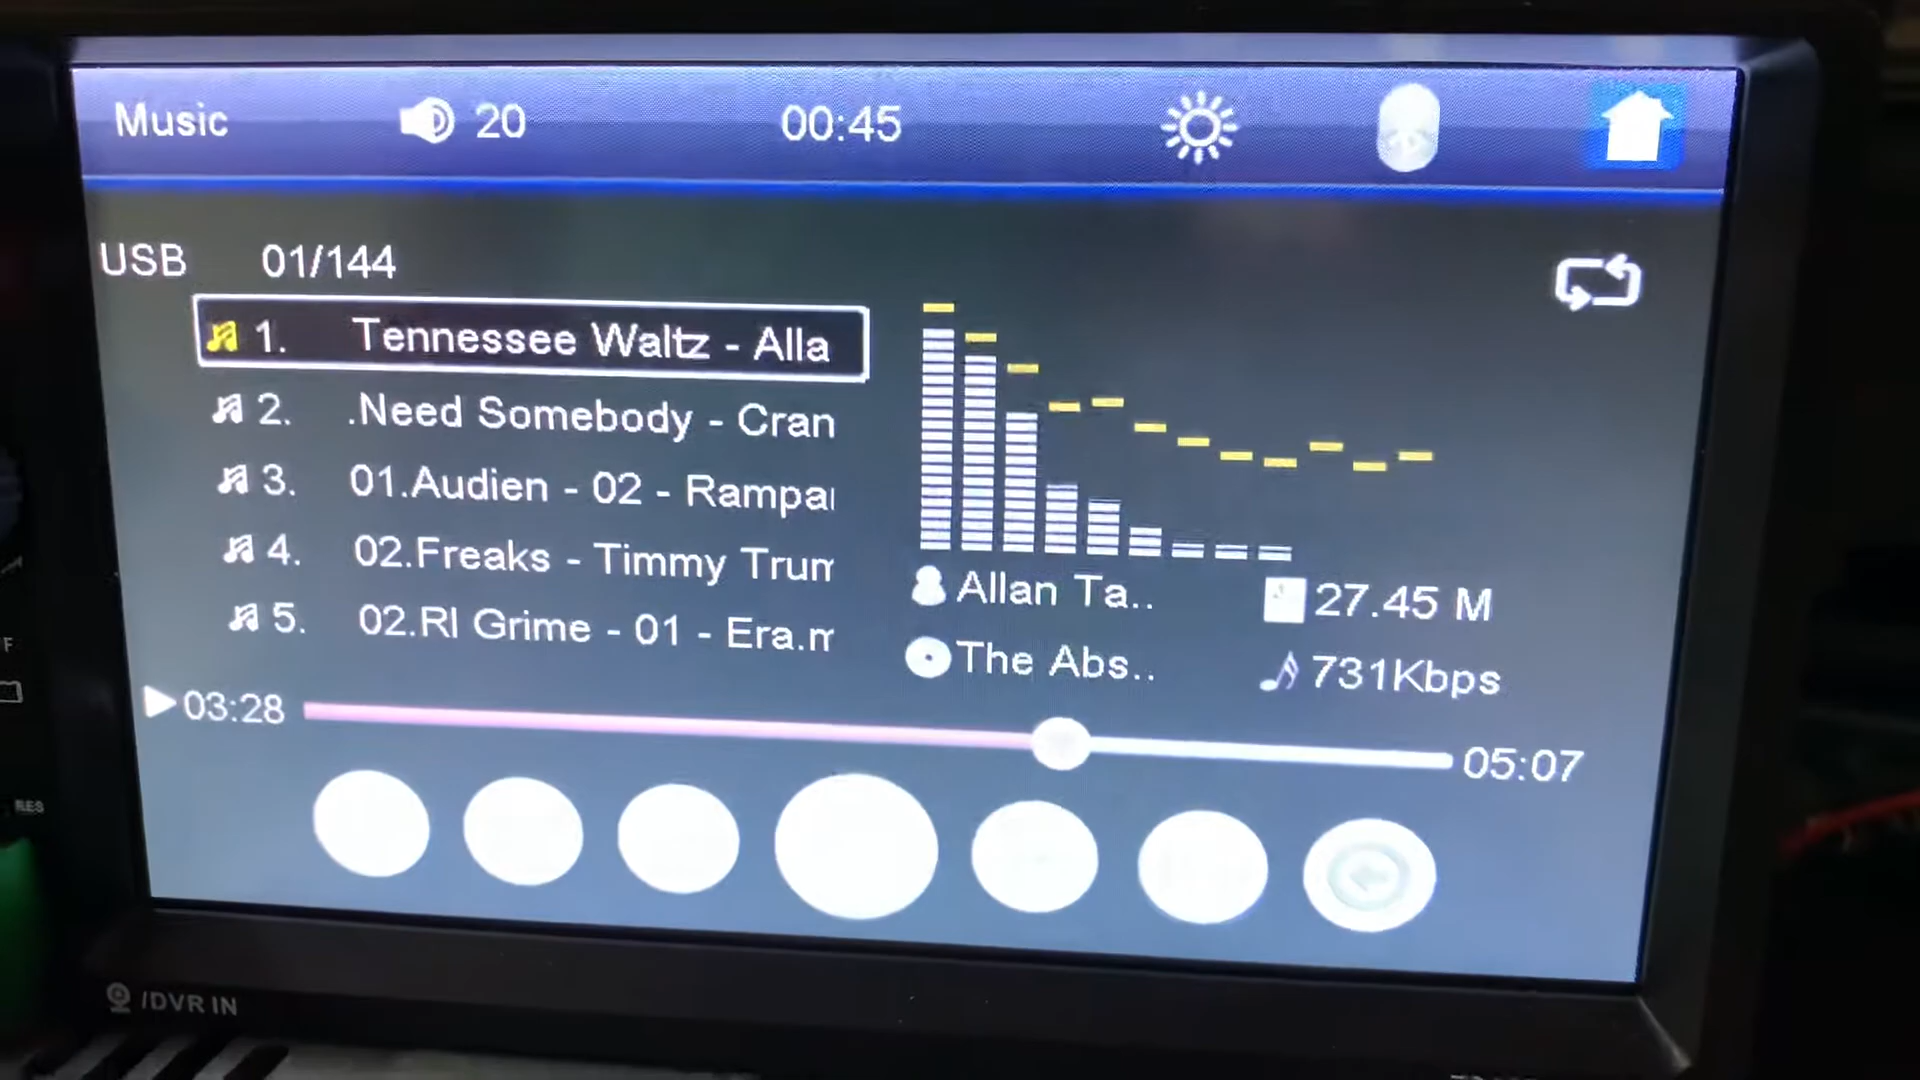 Music 20 00:45
USB 01/144
1. Tennessee Waltz - Alla
2. .Need Somebody - Cran
3. 01.Audien - 02 - Rampa
4. 02.Freaks - Timmy Trum
5. 02.RI Grime - 01 - Era.m
Allan Ta.. 27.45 M
The Abs.. 731Kbps
03:28 05:07
RES
/DVR IN